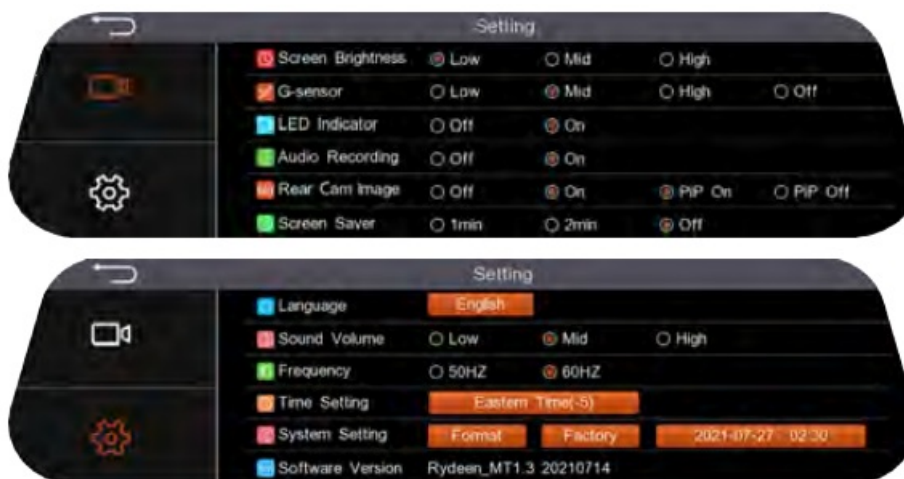 Setting
Screen Brightness Low Mid High
G-sensor Low Mid High Off
LED Indicator Off On
Audio Recording Off On
Rear Cam Image Off On PiP On PiP Off
Screen Saver 1min 2min Off
Setting
Language English
Sound Volume Low Mid High
Frequency 50HZ 60HZ
Time Setting Eastern Time(-5)
System Setting Format Factory 2021-07-27 02:30
Software Version Rydeen_MT1.3 20210714